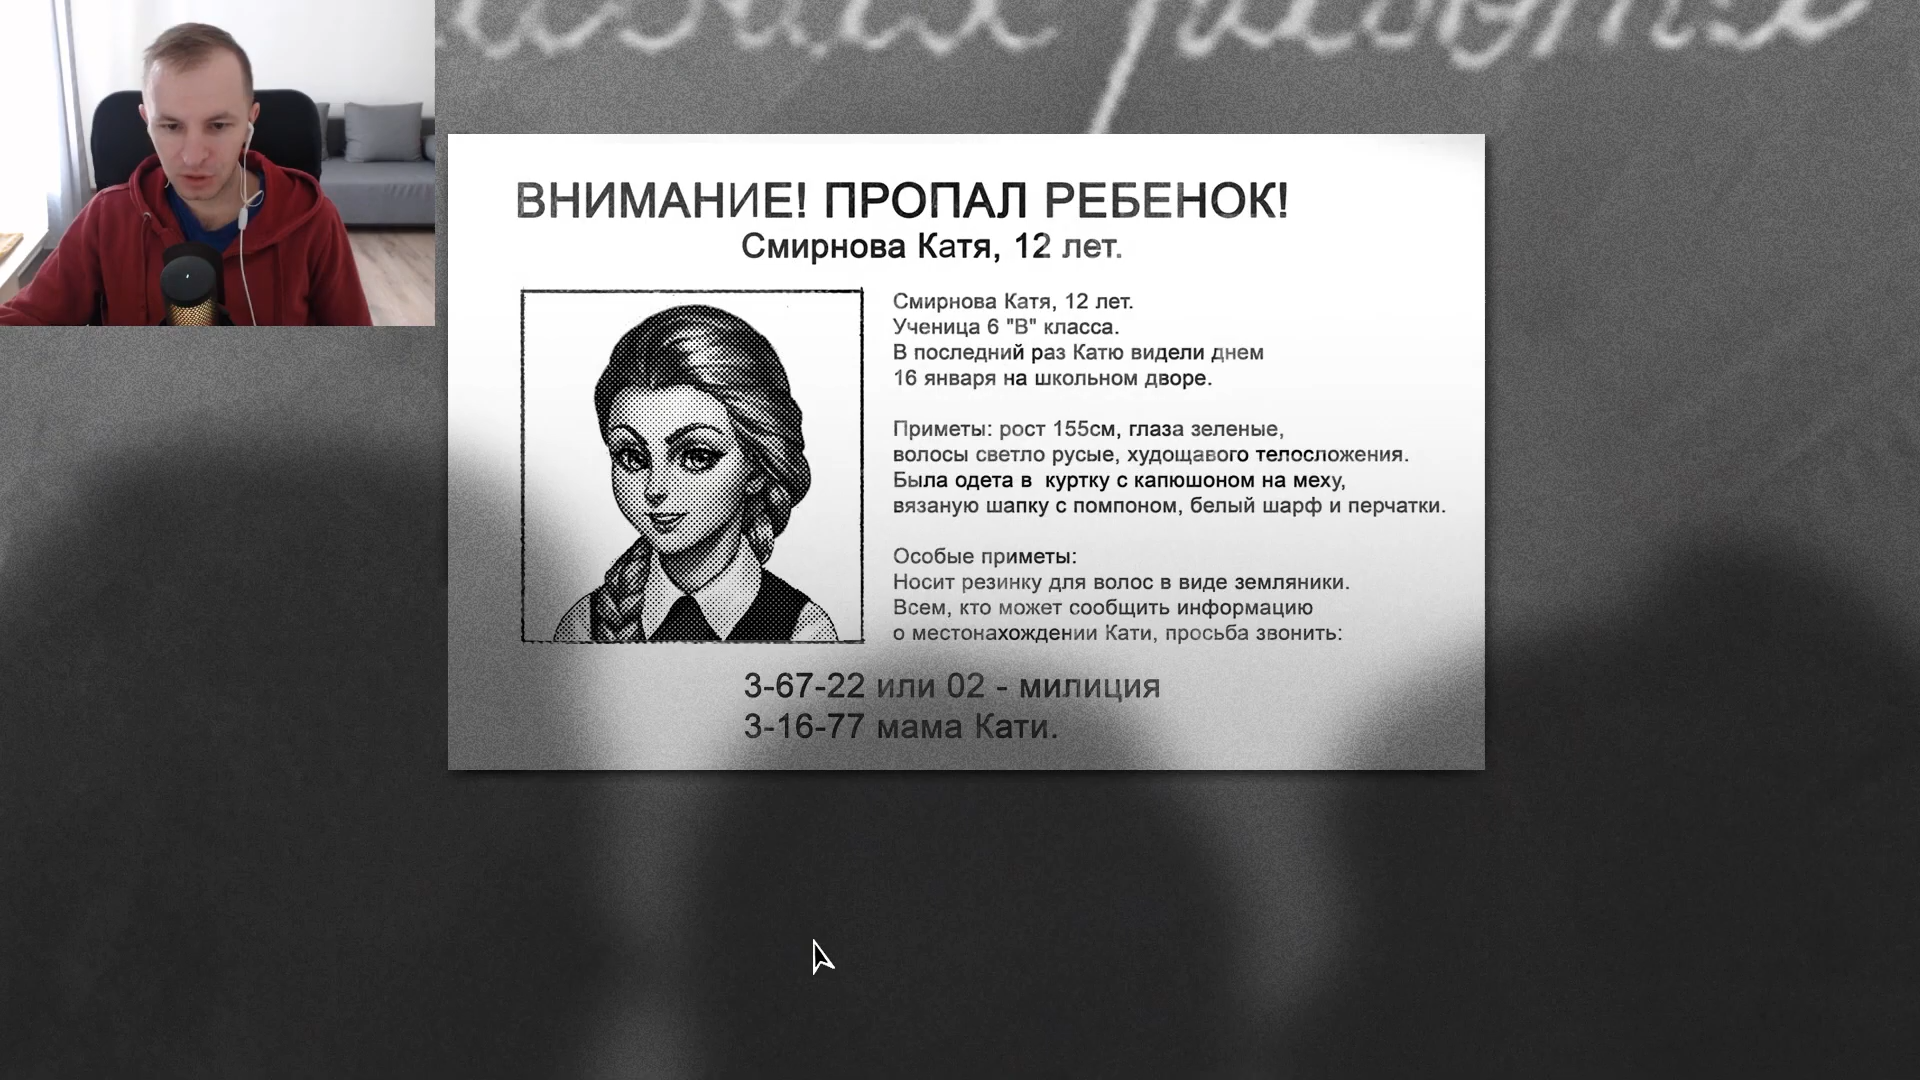 ВНИМАНИЕ! ПРОПАЛ РЕБЕНОК!
Смирнова Катя, 12 лет.
Смирнова Катя, 12 лет.
Ученица 6 "В" класса.
В последний раз Катю видели днем
16 января на школьном дворе.
Приметы: рост 155см, глаза зеленые,
волосы светло русые, худощавого телосложения.
Была одета в  куртку с капюшоном на меху,
вязаную шапку с помпоном, белый шарф и перчатки.
Особые приметы:
Носит резинку для волос в виде земляники.
Всем, кто может сообщить информацию
о местонахождении Кати, просьба звонить:
3-67-22 или 02 - милиция
3-16-77 мама Кати.